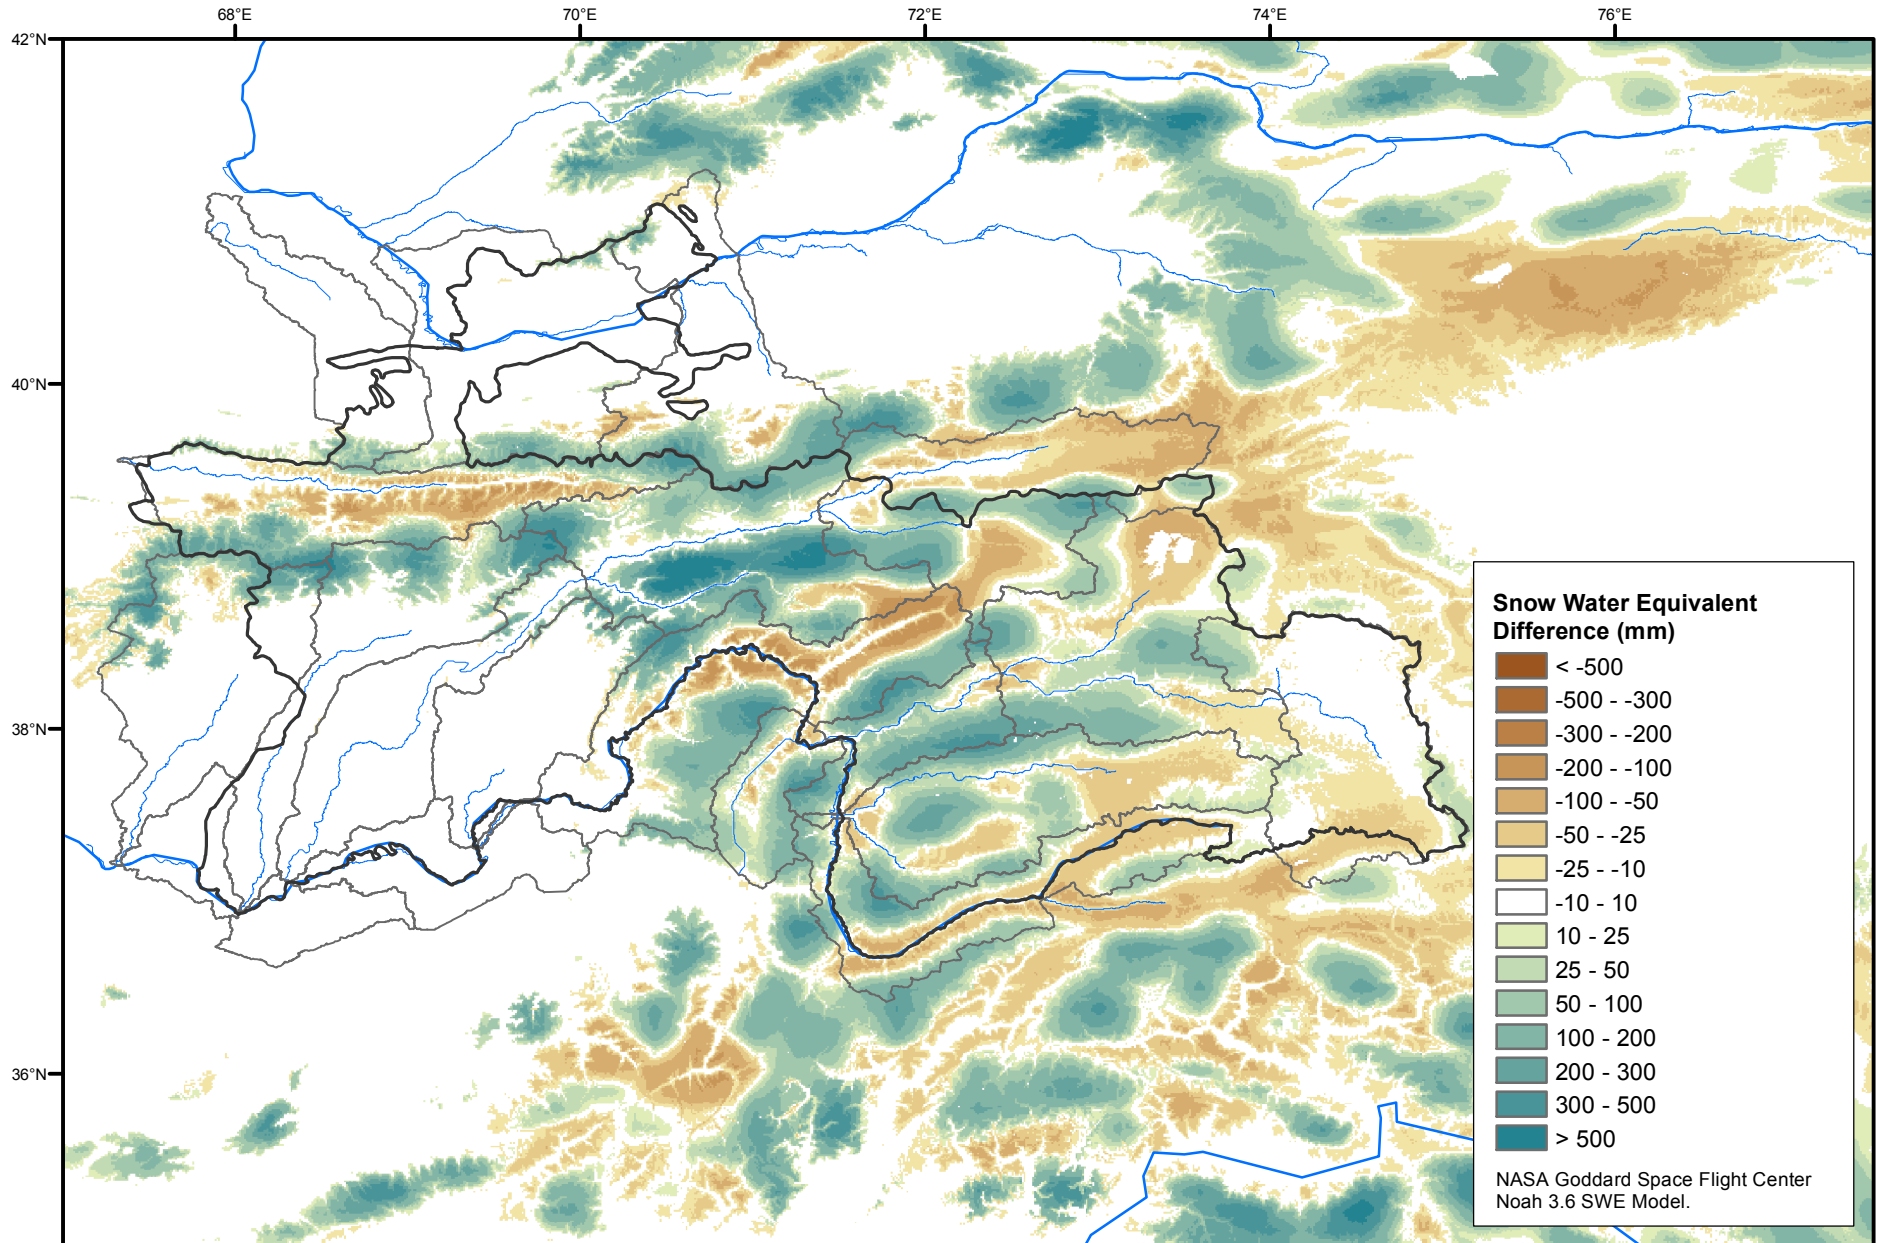 68°E 70°E 72°E 74°E 76°E
42°N
40°N
38°N
36°N
Snow Water Equivalent
Difference (mm)
< -500
-500 - -300
-300 - -200
-200 - -100
-100 - -50
-50 - -25
-25 - -10
-10 - 10
10 - 25
25 - 50
50 - 100
100 - 200
200 - 300
300 - 500
> 500
NASA Goddard Space Flight Center
Noah 3.6 SWE Model.